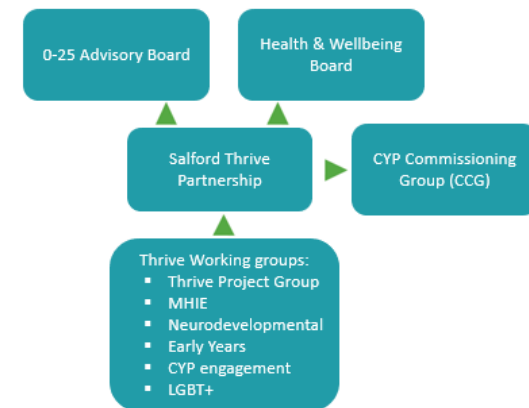 0-25 Advisory Board
Health & Wellbeing
Board
Salford Thrive
Partnership
CYP Commissioning
Group (CCG)
Thrive Working groups:
▪ Thrive Project Group
▪ MHIE
▪ Neurodevelopmental
▪ Early Years
▪ CYP engagement
▪ LGBT+